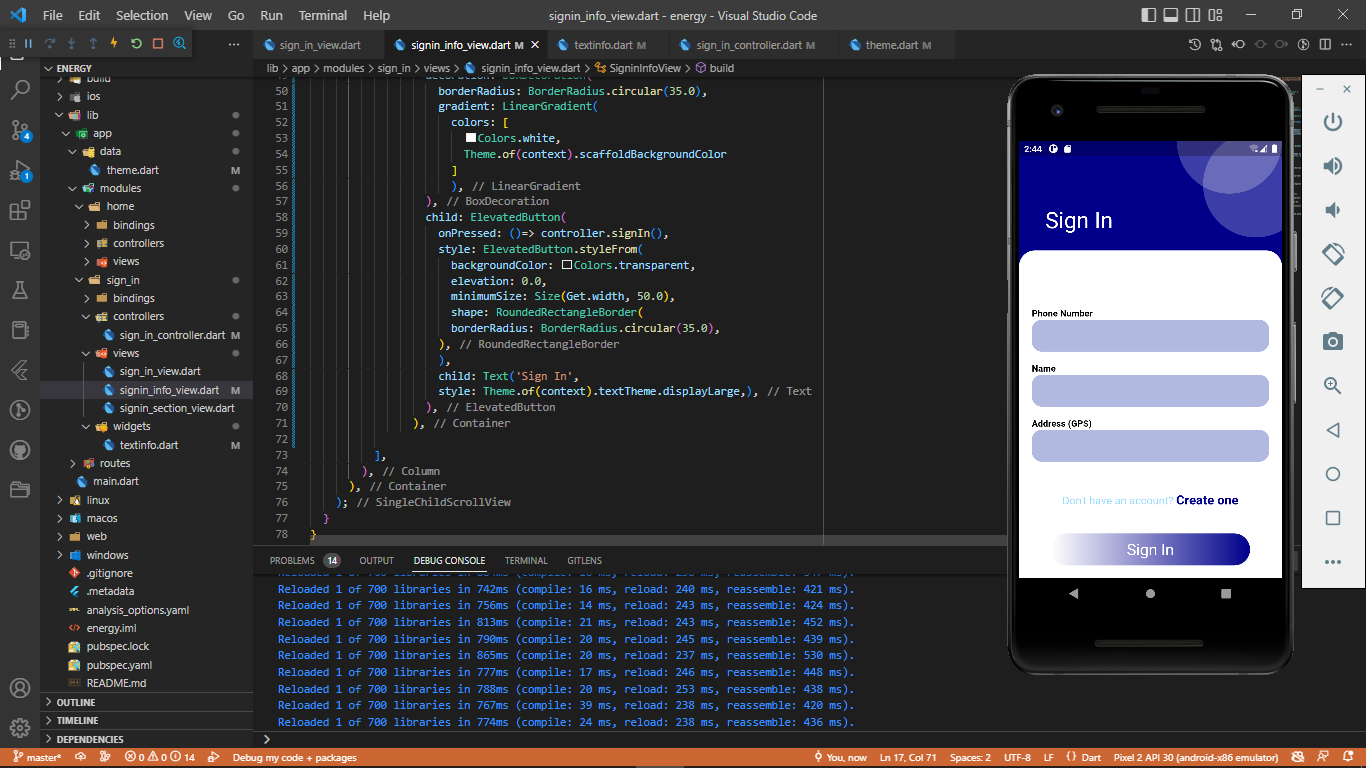 File Edit Selection View Go Run Terminal Help
signin_info_view.dart - energy - Visual Studio Code
sign_in_view.dart
signin_info_view.dart M
textinfo.dart M
sign_in_controller.dart M
theme.dart M
lib > app > modules > sign_in > views > signin_info_view.dart > SigninInfoView > build
ENERGY
build
ios
lib
app
data
theme.dart M
modules
home
bindings
controllers
views
sign_in
bindings
controllers
sign_in_controller.dart M
views
sign_in_view.dart
signin_info_view.dart M
signin_section_view.dart
widgets
textinfo.dart M
routes
main.dart
linux
macos
web
windows
.gitignore
.metadata
analysis_options.yaml
energy.iml
pubspec.lock
pubspec.yaml
README.md
OUTLINE
TIMELINE
DEPENDENCIES
4
1
decoration: BoxDecoration(
50 borderRadius: BorderRadius.circular(35.0),
51 gradient: LinearGradient(
52 colors: [
53 Colors.white,
54 Theme.of(context).scaffoldBackgroundColor
55 ]
56 ), // LinearGradient
57 ), // BoxDecoration
58 child: ElevatedButton(
59 onPressed: ()=> controller.signIn(),
60 style: ElevatedButton.styleFrom(
61 backgroundColor: Colors.transparent,
62 elevation: 0.0,
63 minimumSize: Size(Get.width, 50.0),
64 shape: RoundedRectangleBorder(
65 borderRadius: BorderRadius.circular(35.0),
66 ), // RoundedRectangleBorder
67 ),
68 child: Text('Sign In',
69 style: Theme.of(context).textTheme.displayLarge,), // Text
70 ), // ElevatedButton
71 ), // Container
72
73 ],
74 ), // Column
75 ), // Container
76 ); // SingleChildScrollView
77 }
78 }
PROBLEMS 14 OUTPUT DEBUG CONSOLE TERMINAL GITLENS
Reloaded 1 of 700 libraries in 742ms (compile: 16 ms, reload: 240 ms, reassemble: 421 ms).
Reloaded 1 of 700 libraries in 756ms (compile: 14 ms, reload: 243 ms, reassemble: 424 ms).
Reloaded 1 of 700 libraries in 813ms (compile: 21 ms, reload: 243 ms, reassemble: 452 ms).
Reloaded 1 of 700 libraries in 790ms (compile: 20 ms, reload: 245 ms, reassemble: 439 ms).
Reloaded 1 of 700 libraries in 865ms (compile: 20 ms, reload: 237 ms, reassemble: 530 ms).
Reloaded 1 of 700 libraries in 777ms (compile: 17 ms, reload: 246 ms, reassemble: 448 ms).
Reloaded 1 of 700 libraries in 788ms (compile: 20 ms, reload: 253 ms, reassemble: 438 ms).
Reloaded 1 of 700 libraries in 767ms (compile: 39 ms, reload: 238 ms, reassemble: 420 ms).
Reloaded 1 of 700 libraries in 774ms (compile: 24 ms, reload: 238 ms, reassemble: 436 ms).
2:44
Sign In
Phone Number
Name
Address (GPS)
Don't have an account? Create one
Sign In
master* 0 0 14 Debug my code + packages
You, now Ln 17, Col 71 Spaces: 2 UTF-8 LF {} Dart Pixel 2 API 30 (android-x86 emulator)